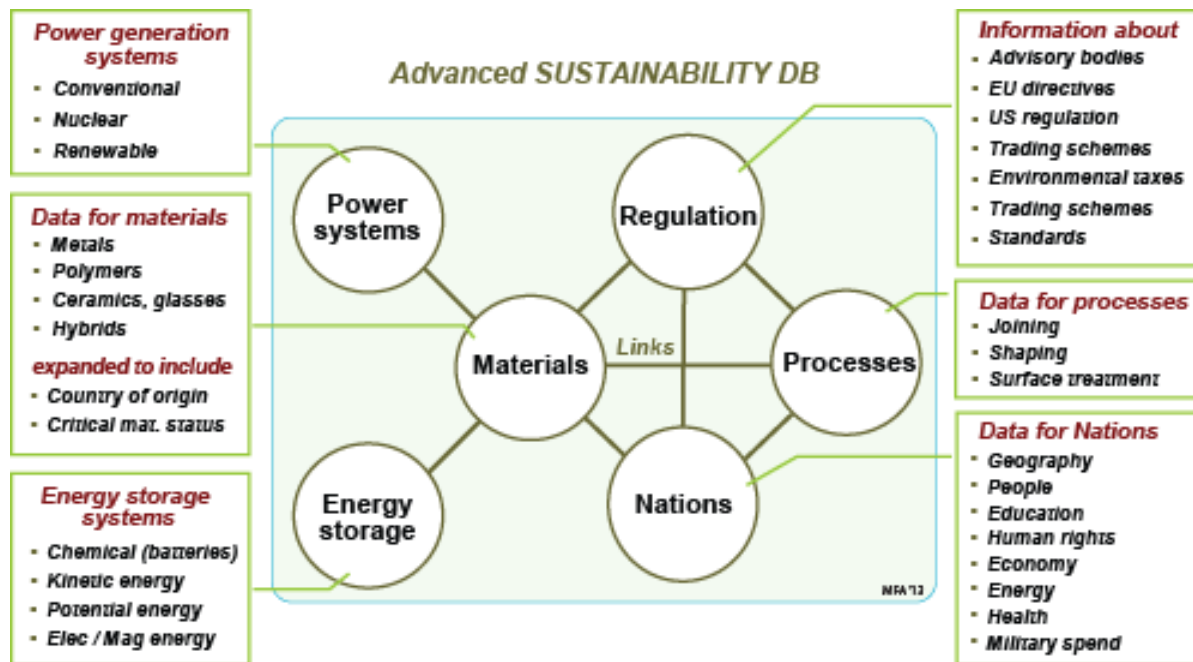 Advanced SUSTAINABILITY DB
Power generation
systems
▪ Conventional
▪ Nuclear
▪ Renewable
Data for materials
▪ Metals
▪ Polymers
▪ Ceramics, glasses
▪ Hybrids
expanded to include
▪ Country of origin
▪ Critical mat. status
Energy storage
systems
▪ Chemical (batteries)
▪ Kinetic energy
▪ Potential energy
▪ Elec / Mag energy
Power
systems
Regulation
Materials
Links
Processes
Energy
storage
Nations
MFA'13
Information about
▪ Advisory bodies
▪ EU directives
▪ US regulation
▪ Trading schemes
▪ Environmental taxes
▪ Trading schemes
▪ Standards
Data for processes
▪ Joining
▪ Shaping
▪ Surface treatment
Data for Nations
▪ Geography
▪ People
▪ Education
▪ Human rights
▪ Economy
▪ Energy
▪ Health
▪ Military spend